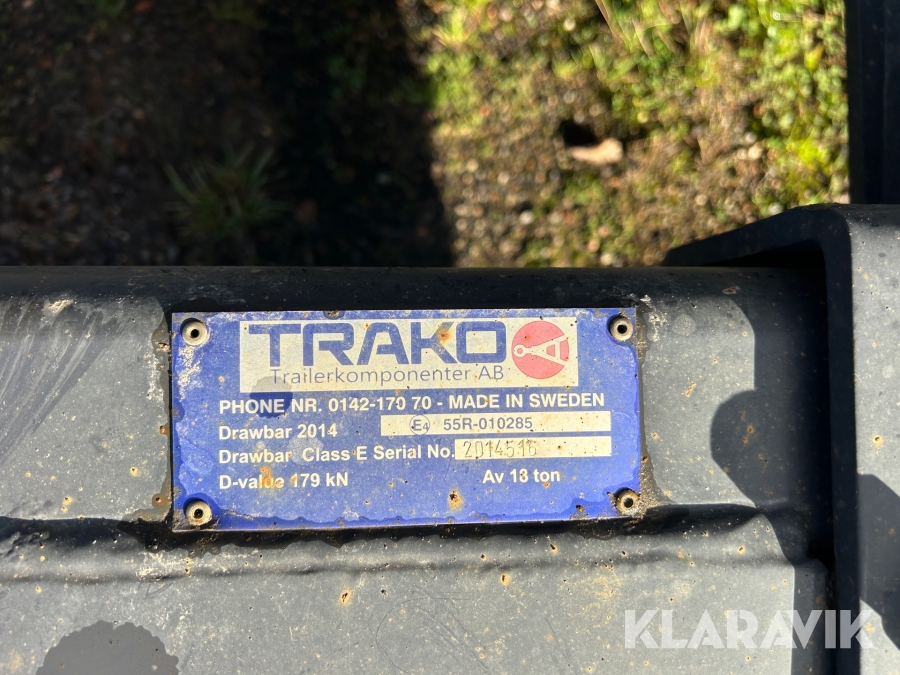 TRAKO
Trailerkomponenter AB
PHONE NR. 0142-170 70 - MADE IN SWEDEN
Drawbar 2014 E4 55R-010285
Drawbar Class E Serial No. 2014516
D-value 179 kN Av 18 ton
KLARAVIK